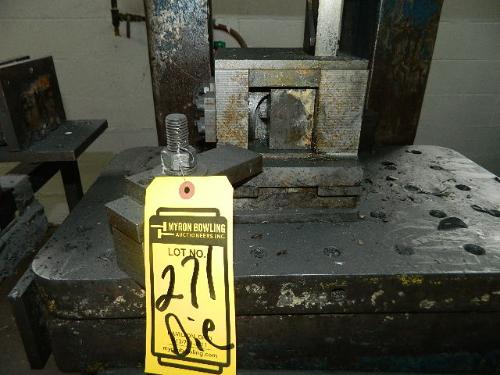 MYRON BOWLING
AUCTIONEERS INC.
LOT NO.
271
Die